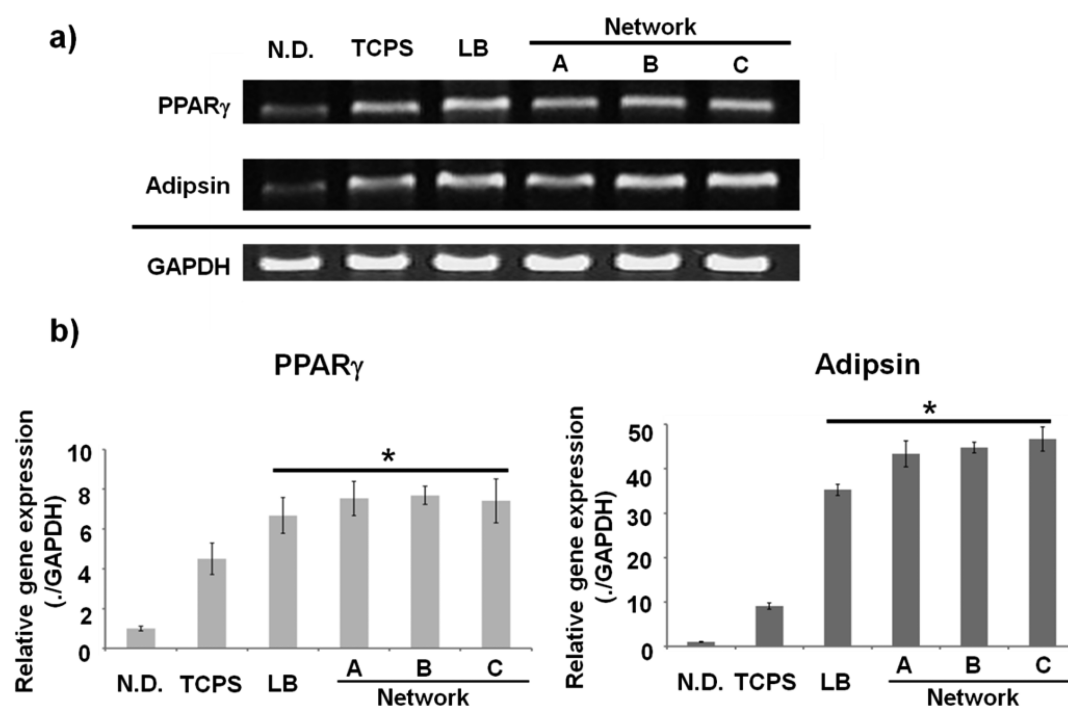 a)
Network
N.D. TCPS LB A B C
PPARγ
Adipsin
GAPDH
b)
PPARγ
Relative gene expression
(./GAPDH)
10
8
6
4
2
0
*
N.D. TCPS LB A B C
Network
Adipsin
Relative gene expression
(./GAPDH)
50
40
30
20
10
0
*
N.D. TCPS LB A B C
Network